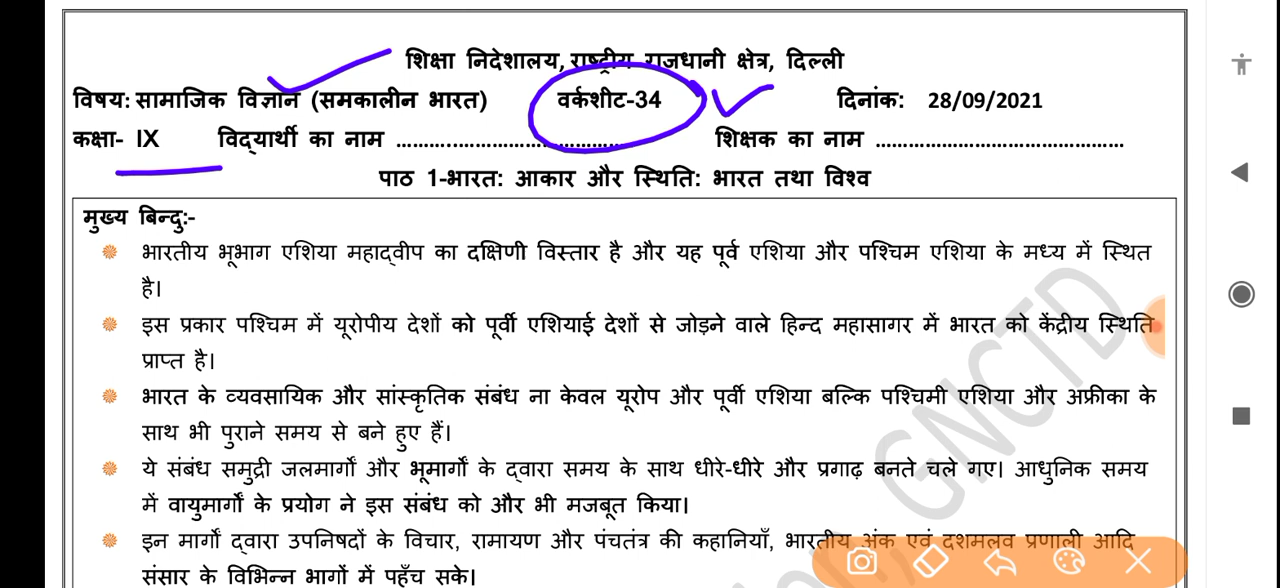 शिक्षा निदेशालय, राष्ट्रीय राजधानी क्षेत्र, दिल्ली
विषय: सामाजिक विज्ञान (समकालीन भारत) वर्कशीट-34 दिनांक: 28/09/2021
कक्षा- IX विद्यार्थी का नाम ........................................ शिक्षक का नाम ..............................................
पाठ 1-भारत: आकार और स्थिति: भारत तथा विश्व
मुख्य बिन्दु:-
भारतीय भूभाग एशिया महाद्वीप का दक्षिणी विस्तार है और यह पूर्व एशिया और पश्चिम एशिया के मध्य में स्थित
है।
इस प्रकार पश्चिम में यूरोपीय देशों को पूर्वी एशियाई देशों से जोड़ने वाले हिन्द महासागर में भारत को केंद्रीय स्थिति
प्राप्त है।
भारत के व्यवसायिक और सांस्कृतिक संबंध ना केवल यूरोप और पूर्वी एशिया बल्कि पश्चिमी एशिया और अफ्रीका के
साथ भी पुराने समय से बने हुए हैं।
ये संबंध समुद्री जलमार्गों और भूमार्गों के द्वारा समय के साथ धीरे-धीरे और प्रगाढ़ बनते चले गए। आधुनिक समय
में वायुमार्गों के प्रयोग ने इस संबंध को और भी मजबूत किया।
इन मार्गों द्वारा उपनिषदों के विचार, रामायण और पंचतंत्र की कहानियाँ, भारतीय अंक एवं दशमलव प्रणाली आदि
संसार के विभिन्न भागों में पहुँच सके।
GNCTD